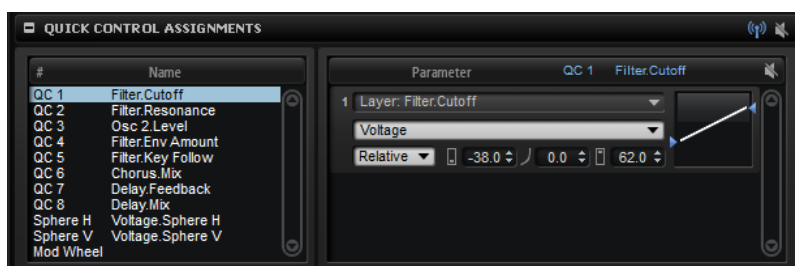 QUICK CONTROL ASSIGNMENTS
# Name
QC 1 Filter.Cutoff
QC 2 Filter.Resonance
QC 3 Osc 2.Level
QC 4 Filter.Env Amount
QC 5 Filter.Key Follow
QC 6 Chorus.Mix
QC 7 Delay.Feedback
QC 8 Delay.Mix
Sphere H Voltage.Sphere H
Sphere V Voltage.Sphere V
Mod Wheel
Parameter QC 1 Filter.Cutoff
1 Layer: Filter.Cutoff
Voltage
Relative -38.0 0.0 62.0